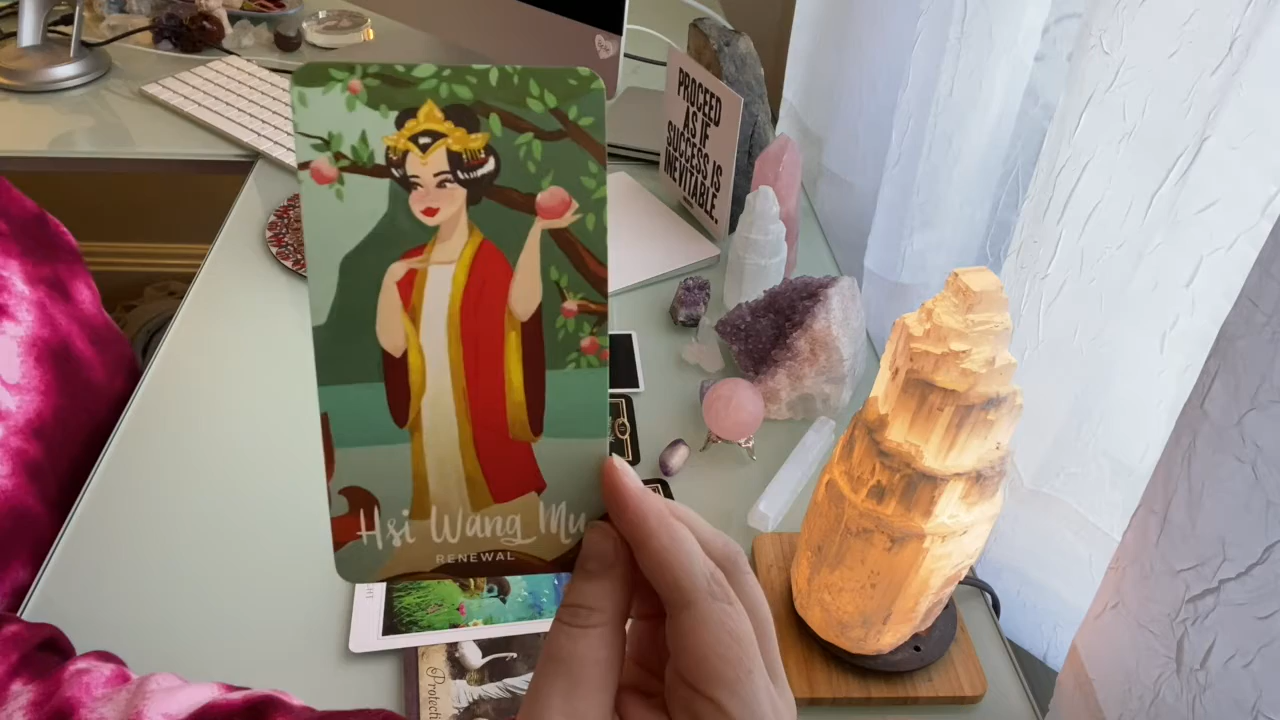 PROCEED
AS IF
SUCCESS IS
INEVITABLE.
Hsi Wang Mu
RENEWAL